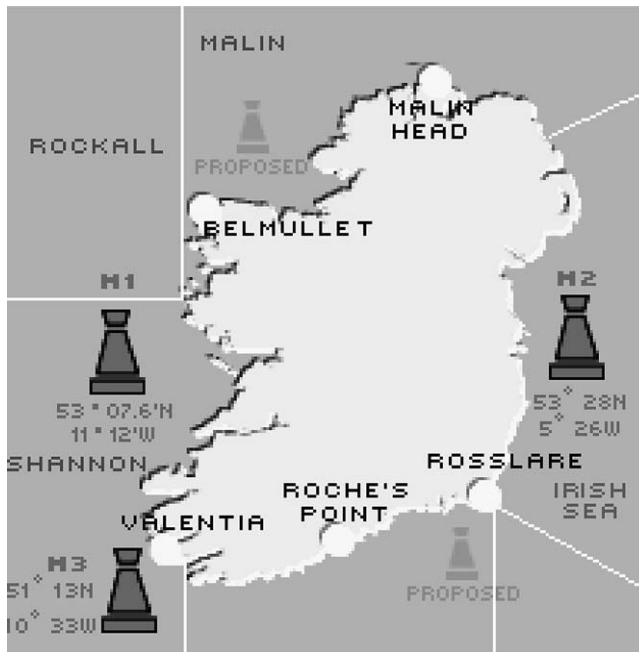 MALIN
MALIN
HEAD
ROCKALL
PROPOSED
BELMULLET
M1
M2
53° 07.6'N
11° 12'W
53° 28N
5° 26W
SHANNON
ROSSLARE
ROCHE'S
POINT
IRISH
SEA
VALENTIA
M3
51° 13N
10° 33W
PROPOSED